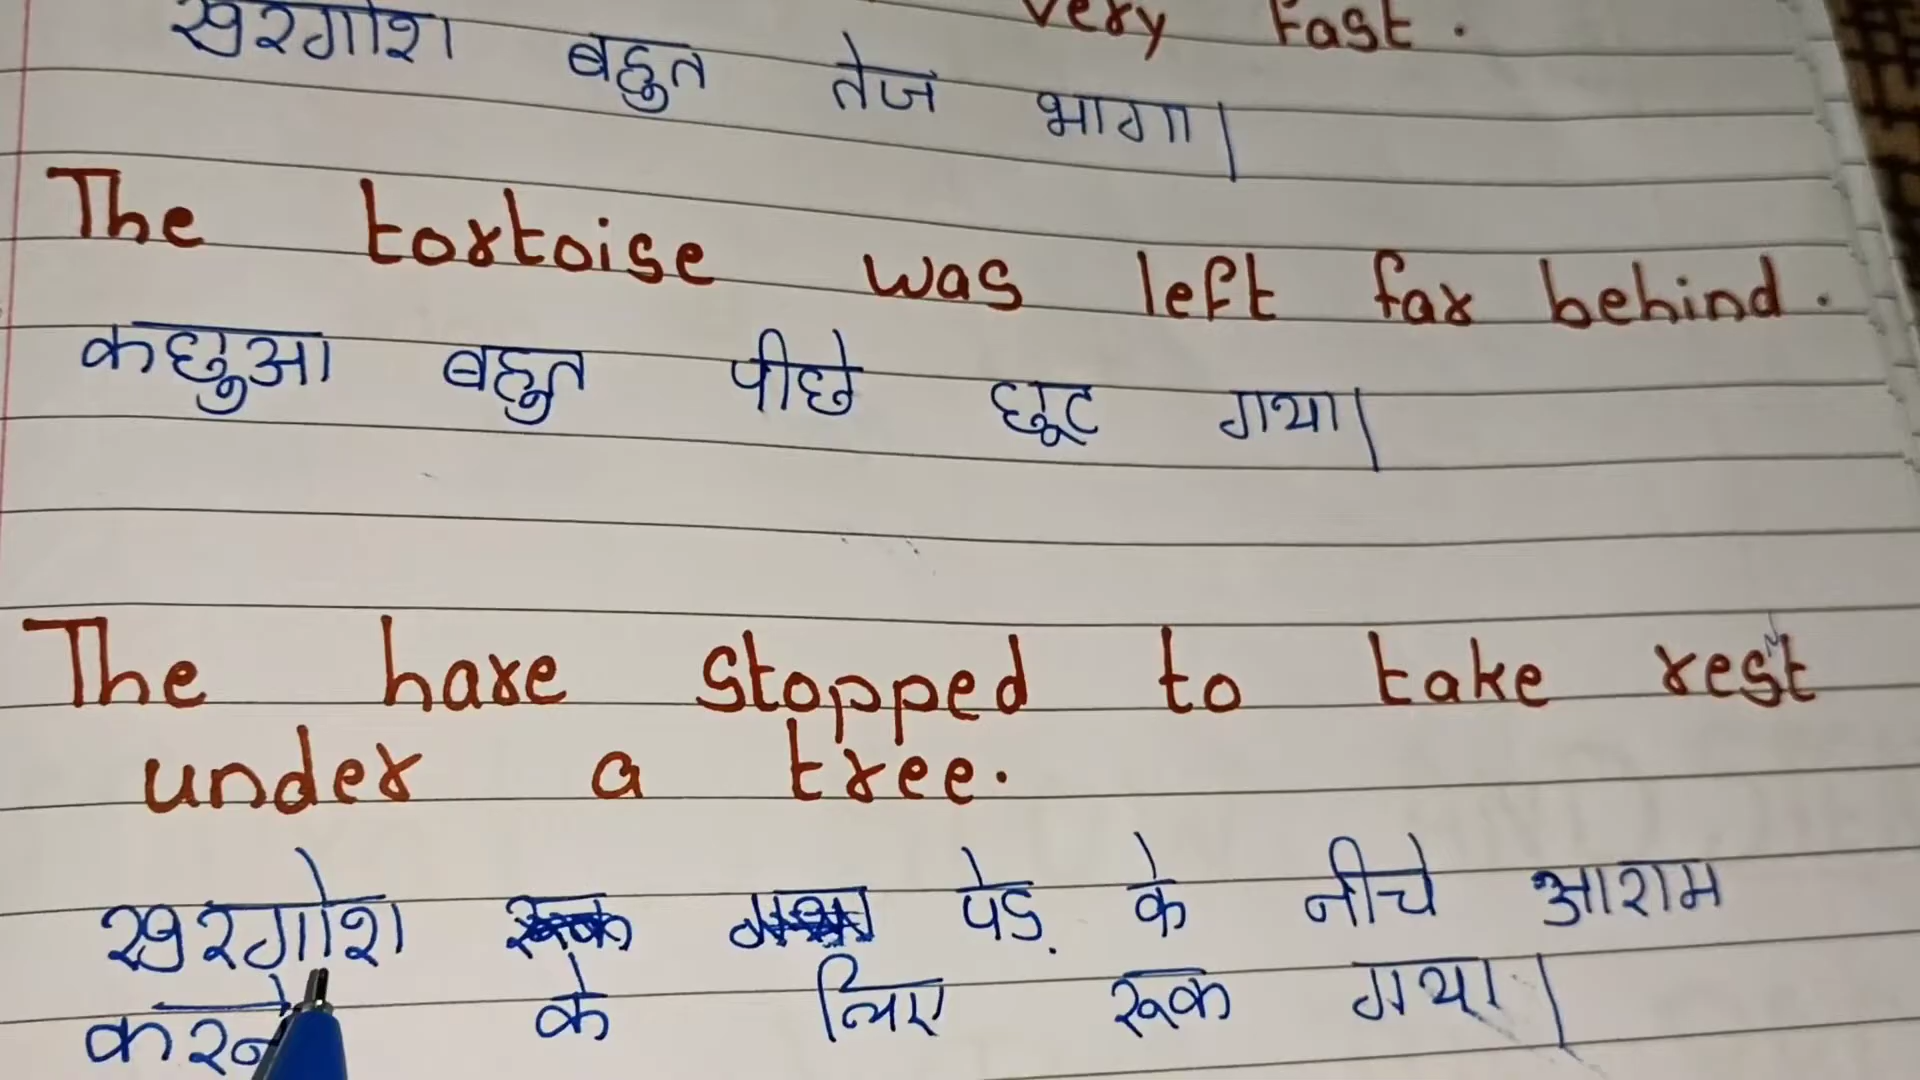 very Fast.
खरगोश बहुत तेज भागा|
The tortoise was left far behind.
कछुआ बहुत पीछे छूट गया|
The hare stopped to take rest
under a tree.
खरगोश पेड़ के नीचे आराम
करने के लिए रूक गया|